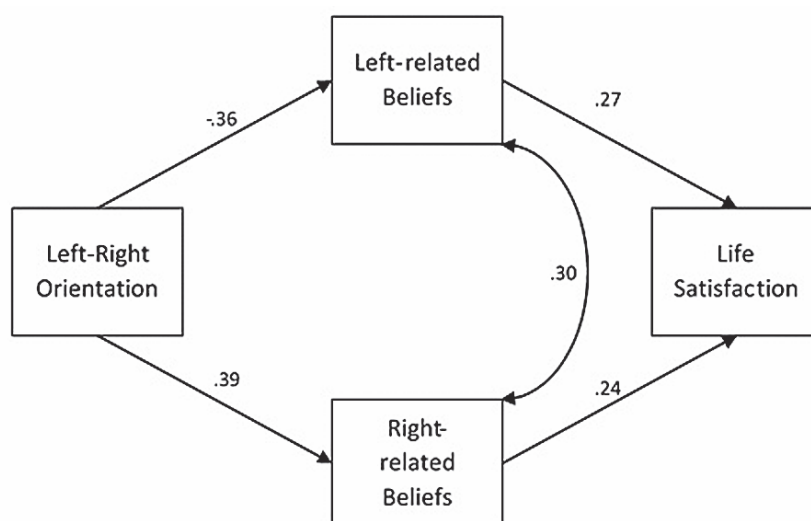 Left-related
Beliefs
-.36
.27
Left-Right
Orientation
.30
Life
Satisfaction
.39
.24
Right-
related
Beliefs